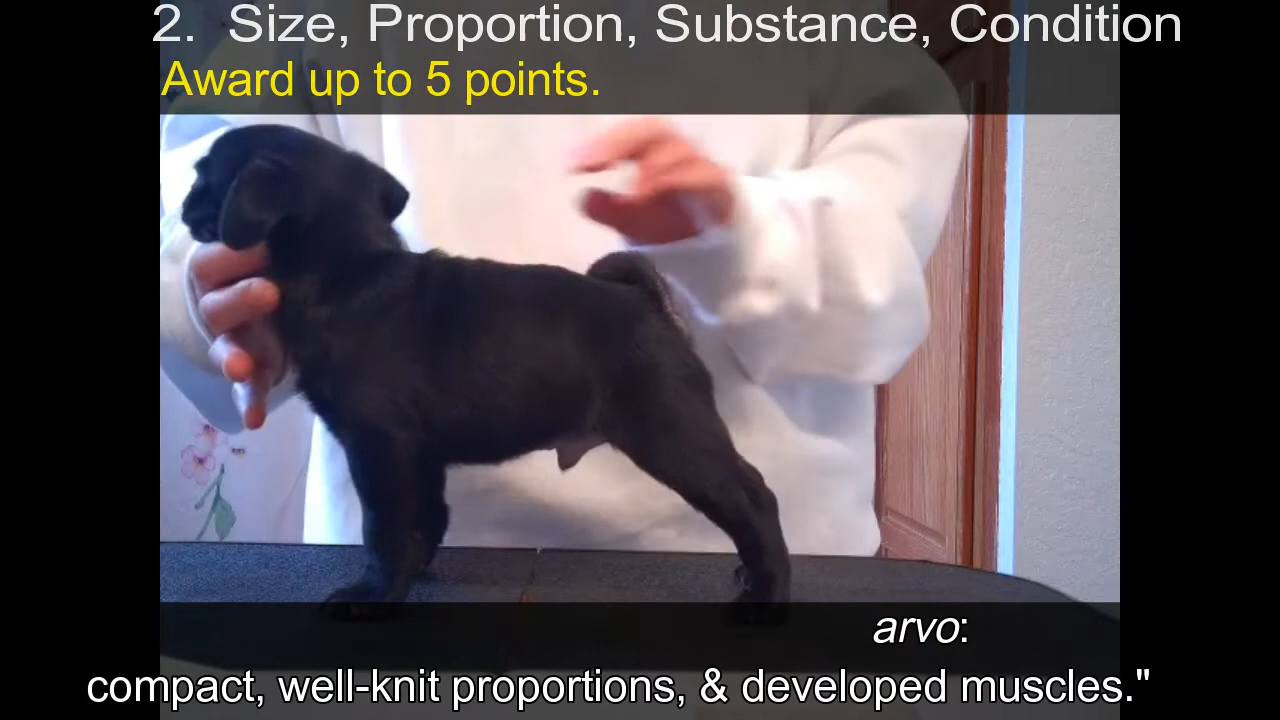 2. Size, Proportion, Substance, Condition
Award up to 5 points.
arvo:
compact, well-knit proportions, & developed muscles."